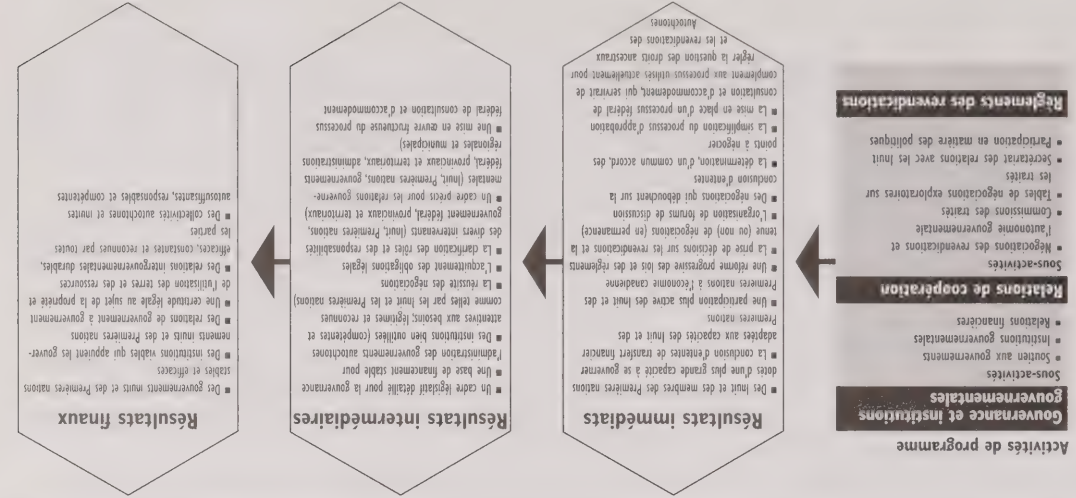 Activités de programme
Gouvernance et institutions
gouvernementales
Sous-activités
▪ Soutien aux gouvernements
▪ Institutions gouvernementales
▪ Relations financières
Relations de coopération
Sous-activités
▪ Négociations des revendications et
l'autonomie gouvernementale
▪ Commissions des traités
▪ Tables de négociations exploratoires sur
les traités
▪ Secrétariat des relations avec les Inuit
▪ Participation en matière des politiques
Règlements des revendications
Résultats immédiats
■ Des Inuit et des membres des Premières nations
dotés d'une plus grande capacité à se gouverner
■ La conclusion d'ententes de transfert financier
adaptées aux capacités des Inuit et des
Premières nations
■ Une participation plus active des Inuit et des
Premières nations à l'économie canadienne
■ Une réforme progressive des lois et des règlements
■ La prise de décisions sur les revendications et la
tenue (ou non) de négociations (en permanence)
■ L'organisation de forums de discussion
■ Des négociations qui débouchent sur la
conclusion d'ententes
■ La détermination, d'un commun accord, des
points à négocier
■ La simplification du processus d'approbation
■ La mise en place d'un processus fédéral de
consultation et d'accommodement, qui servirait de
complément aux processus utilisés actuellement pour
régler la question des droits ancestraux
et les revendications des
Autochtones
Résultats intermédiaires
■ Un cadre législatif détaillé pour la gouvernance
■ Une base de financement stable pour
l'administration des gouvernements autochtones
■ Des institutions bien outillées (compétentes et
attentives aux besoins; légitimes et reconnues
comme telles par les Inuit et les Premières nations)
■ La réussite des négociations
■ L'acquittement des obligations légales
■ La clarification des rôles et des responsabilités
des divers intervenants (Inuit, Premières nations,
gouvernement fédéral, provinciaux et territoriaux)
■ Un cadre précis pour les relations gouverne-
mentales (Inuit, Premières nations, gouvernements
fédéral, provinciaux et territoriaux, administrations
régionales et municipales)
■ Une mise en œuvre fructueuse du processus
fédéral de consultation et d'accommodement
Résultats finaux
■ Des gouvernements inuits et des Premières nations
stables et efficaces
■ Des institutions viables qui appuient les gouver-
nements inuits et des Premières nations
■ Des relations de gouvernement à gouvernement
■ Une certitude légale au sujet de la propriété et
de l'utilisation des terres et des ressources
■ Des relations intergouvernementales durables,
efficaces, constantes et reconnues par toutes
les parties
■ Des collectivités autochtones et inuites
autosuffisantes, responsables et compétentes